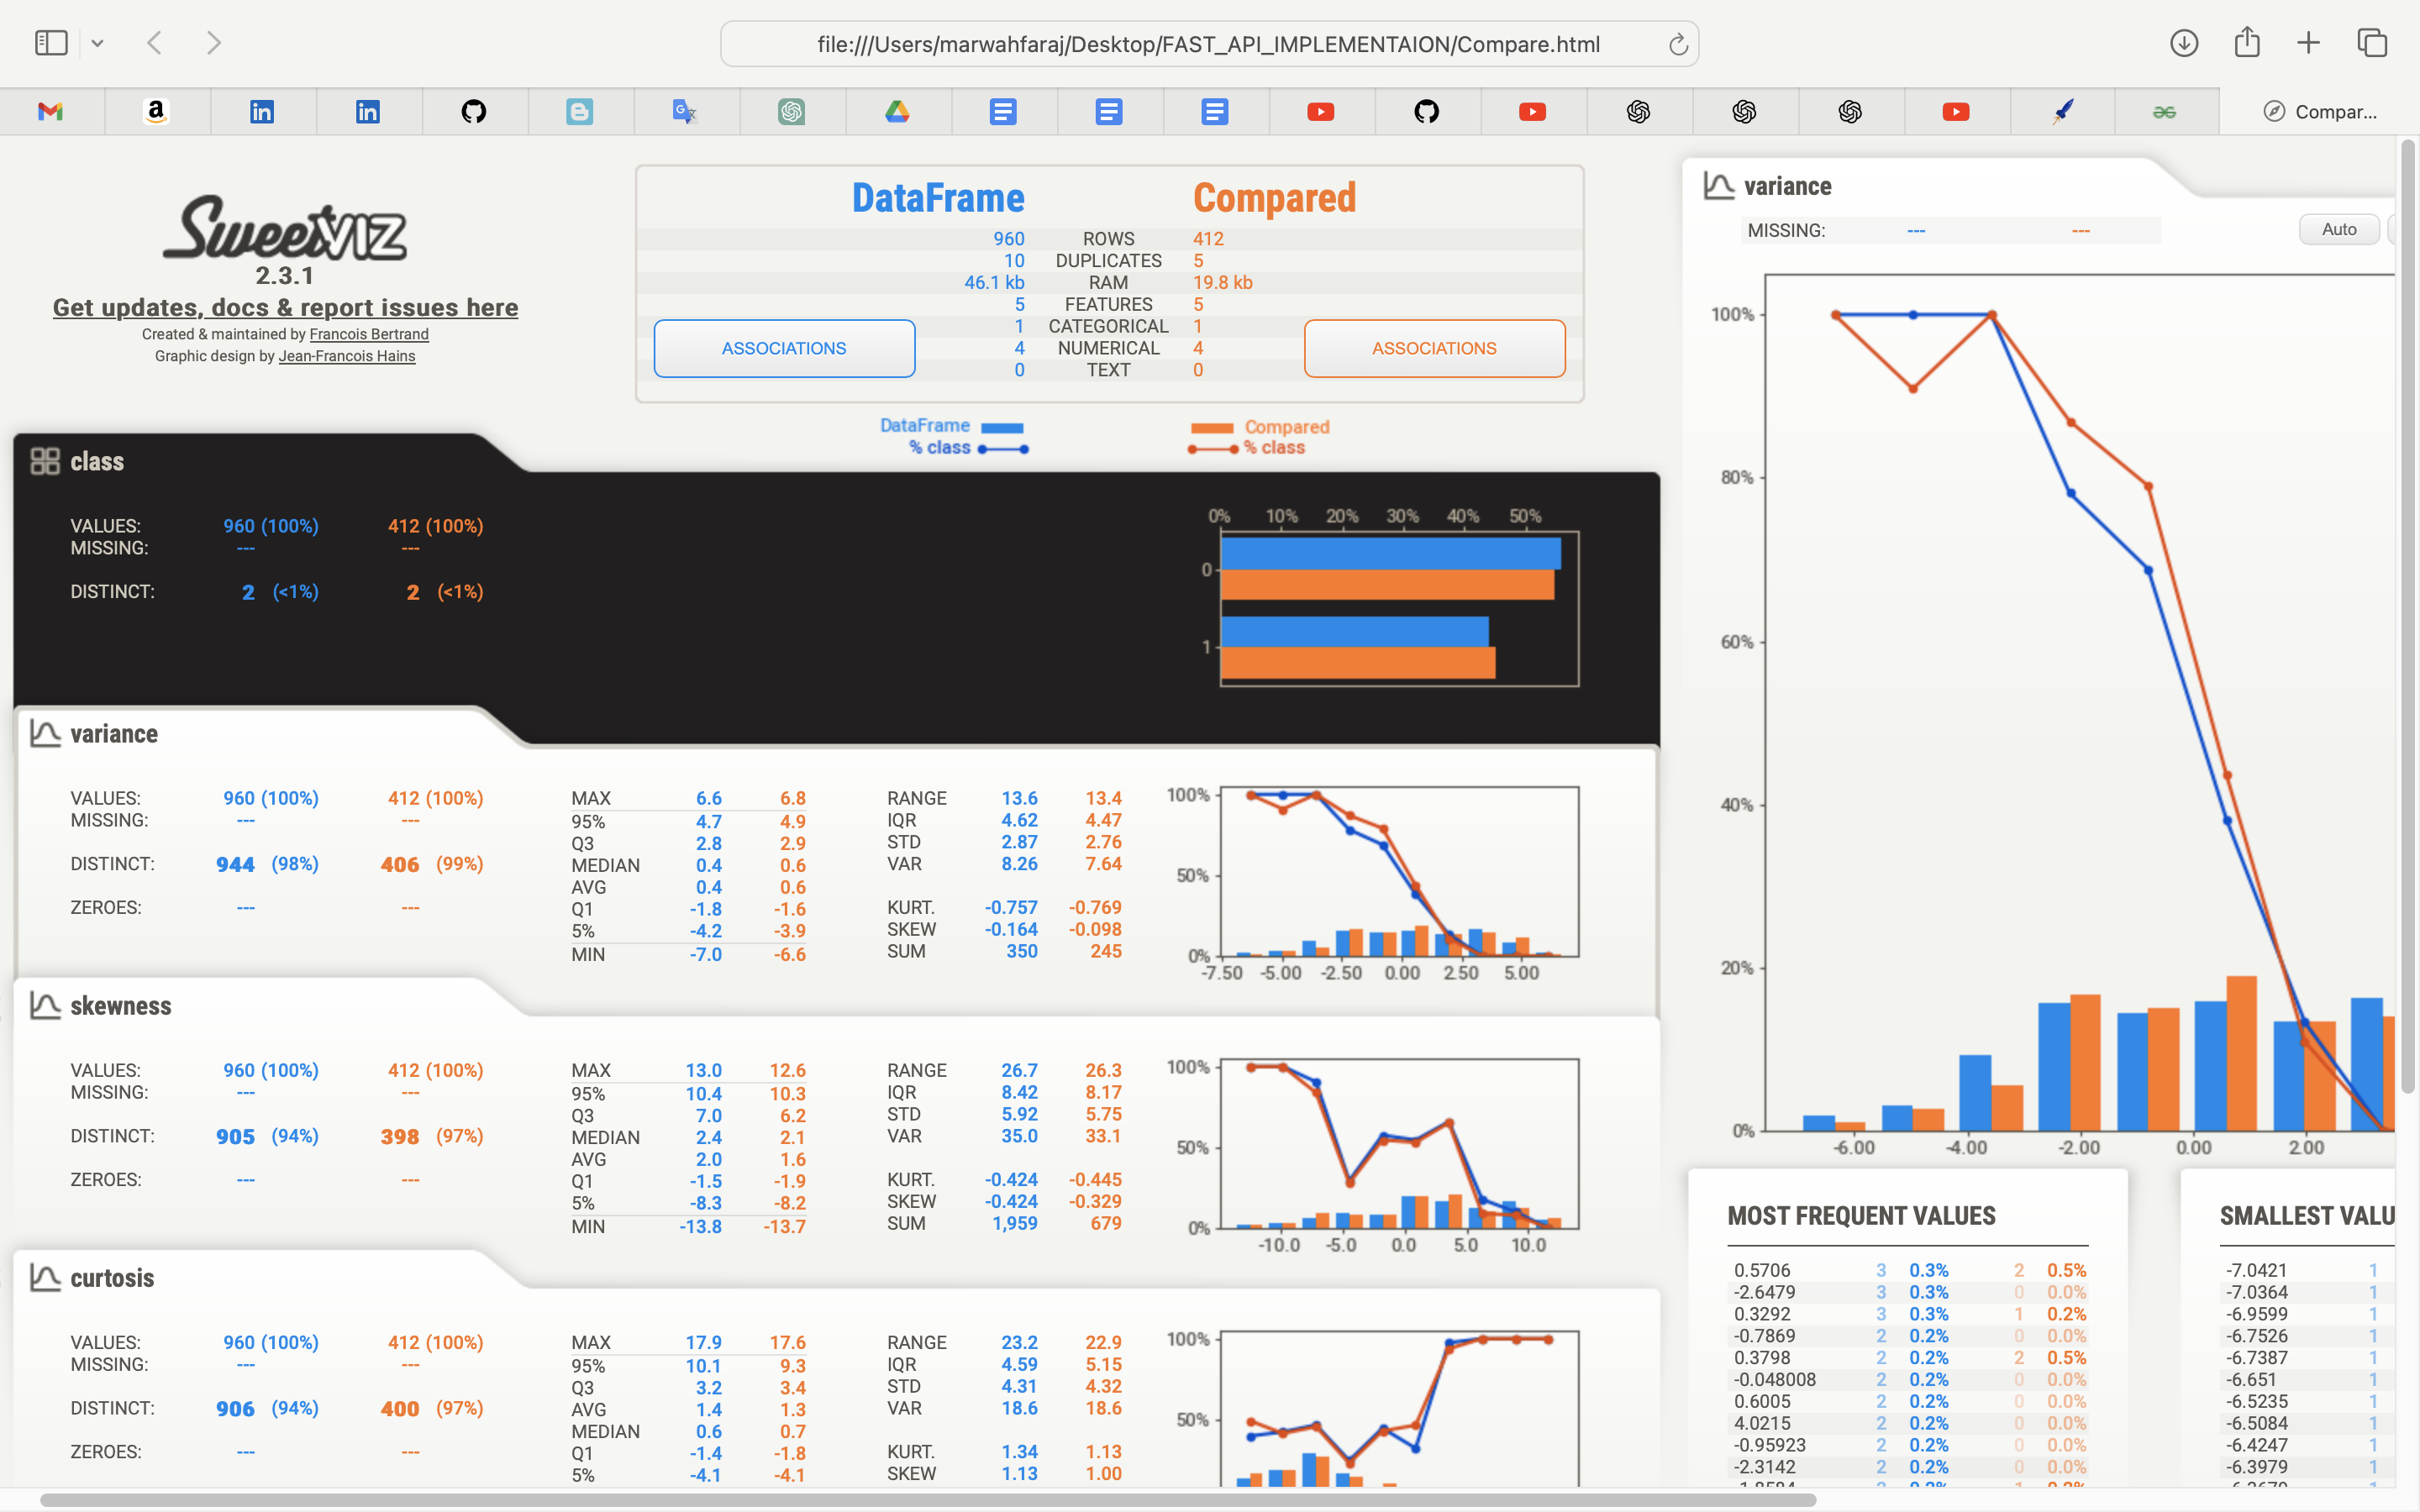 file:///Users/marwahfaraj/Desktop/FAST_API_IMPLEMENTAION/Compare.html
Compar...
SweetVIZ
2.3.1
Get updates, docs & report issues here
Created & maintained by Francois Bertrand
Graphic design by Jean-Francois Hains
DataFrame Compared
960 ROWS 412
10 DUPLICATES 5
46.1 kb RAM 19.8 kb
5 FEATURES 5
1 CATEGORICAL 1
4 NUMERICAL 4
0 TEXT 0
ASSOCIATIONS
ASSOCIATIONS
DataFrame Compared
% class % class
class
VALUES: 960 (100%) 412 (100%)
MISSING: --- ---
DISTINCT: 2 (<1%) 2 (<1%)
0% 10% 20% 30% 40% 50%
0
1
variance
VALUES: 960 (100%) 412 (100%)
MISSING: --- ---
DISTINCT: 944 (98%) 406 (99%)
ZEROES: --- ---
MAX 6.6 6.8
95% 4.7 4.9
Q3 2.8 2.9
MEDIAN 0.4 0.6
AVG 0.4 0.6
Q1 -1.8 -1.6
5% -4.2 -3.9
MIN -7.0 -6.6
RANGE 13.6 13.4
IQR 4.62 4.47
STD 2.87 2.76
VAR 8.26 7.64
KURT. -0.757 -0.769
SKEW -0.164 -0.098
SUM 350 245
100%
50%
0%
-7.50 -5.00 -2.50 0.00 2.50 5.00
skewness
VALUES: 960 (100%) 412 (100%)
MISSING: --- ---
DISTINCT: 905 (94%) 398 (97%)
ZEROES: --- ---
MAX 13.0 12.6
95% 10.4 10.3
Q3 7.0 6.2
MEDIAN 2.4 2.1
AVG 2.0 1.6
Q1 -1.5 -1.9
5% -8.3 -8.2
MIN -13.8 -13.7
RANGE 26.7 26.3
IQR 8.42 8.17
STD 5.92 5.75
VAR 35.0 33.1
KURT. -0.424 -0.445
SKEW -0.424 -0.329
SUM 1,959 679
100%
50%
0%
-10.0 -5.0 0.0 5.0 10.0
curtosis
VALUES: 960 (100%) 412 (100%)
MISSING: --- ---
DISTINCT: 906 (94%) 400 (97%)
ZEROES: --- ---
MAX 17.9 17.6
95% 10.1 9.3
Q3 3.2 3.4
AVG 1.4 1.3
MEDIAN 0.6 0.7
Q1 -1.4 -1.8
5% -4.1 -4.1
RANGE 23.2 22.9
IQR 4.59 5.15
STD 4.31 4.32
VAR 18.6 18.6
KURT. 1.34 1.13
SKEW 1.13 1.00
100%
50%
variance
MISSING: --- ---
Auto
100%
80%
60%
40%
20%
0%
-6.00 -4.00 -2.00 0.00 2.00
MOST FREQUENT VALUES
0.5706 3 0.3% 2 0.5%
-2.6479 3 0.3% 0 0.0%
0.3292 3 0.3% 1 0.2%
-0.7869 2 0.2% 0 0.0%
0.3798 2 0.2% 2 0.5%
-0.048008 2 0.2% 0 0.0%
0.6005 2 0.2% 0 0.0%
4.0215 2 0.2% 0 0.0%
-0.95923 2 0.2% 0 0.0%
-2.3142 2 0.2% 0 0.0%
SMALLEST VALU
-7.0421 1
-7.0364 1
-6.9599 1
-6.7526 1
-6.7387 1
-6.651 1
-6.5235 1
-6.5084 1
-6.4247 1
-6.3979 1